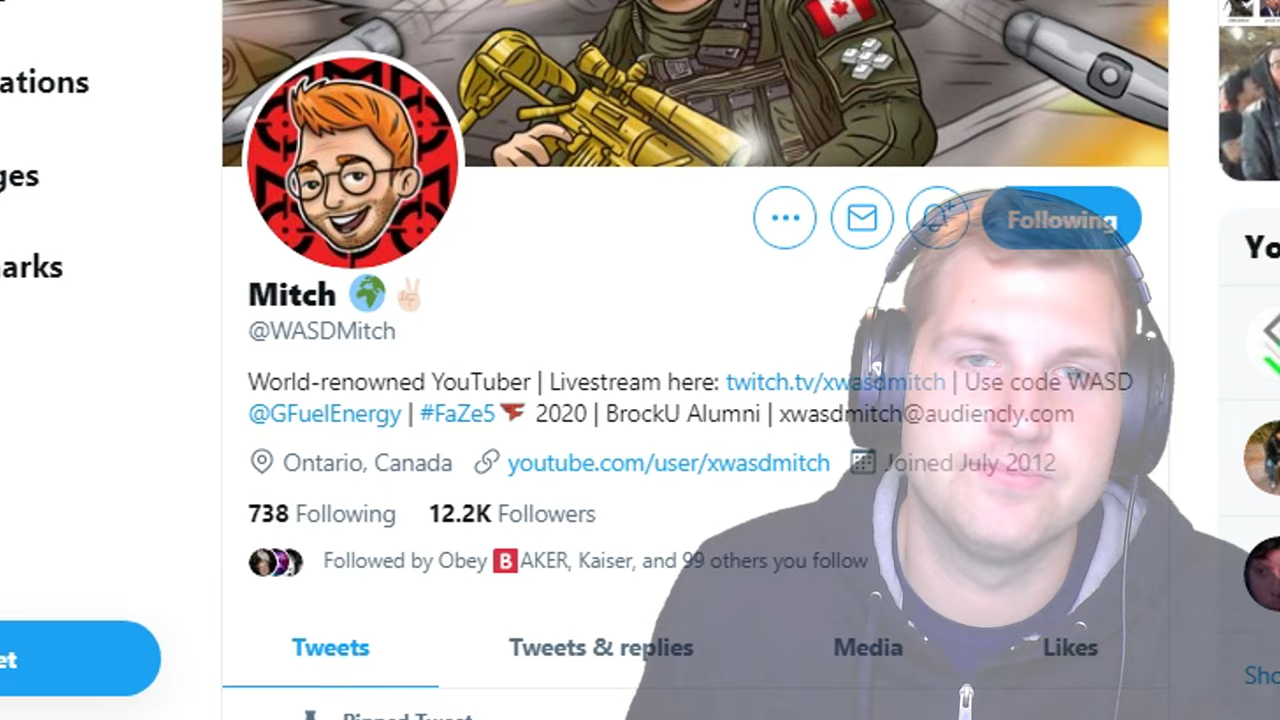 ations
ges
arks
et
Following
Mitch
@WASDMitch
World-renowned YouTuber | Livestream here: twitch.tv/xwasdmitch | Use code WASD
@GFuelEnergy | #FaZe5 2020 | BrockU Alumni | xwasdmitch@audiencly.com
Ontario, Canada youtube.com/user/xwasdmitch Joined July 2012
738 Following 12.2K Followers
Followed by Obey 🅱AKER, Kaiser, and 99 others you follow
Tweets Tweets & replies Media Likes
Pinned Tweet
Yo
Sho